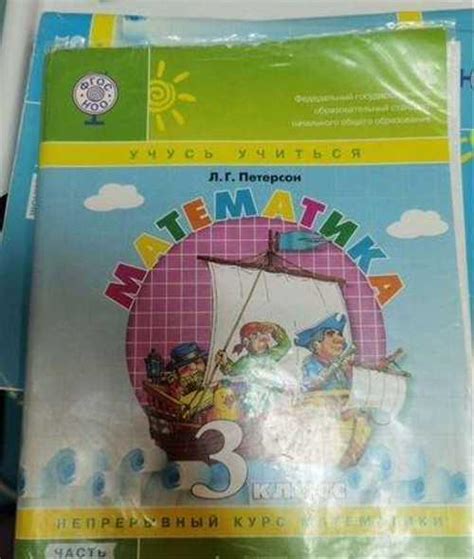 ФГОС
НОО
Федеральный государственный
образовательный стандарт
начального общего образования
УЧУСЬ УЧИТЬСЯ
Л. Г. Петерсон
МАТЕМАТИКА
3
класс
НЕПРЕРЫВНЫЙ КУРС МАТЕМАТИКИ
ЧАСТЬ